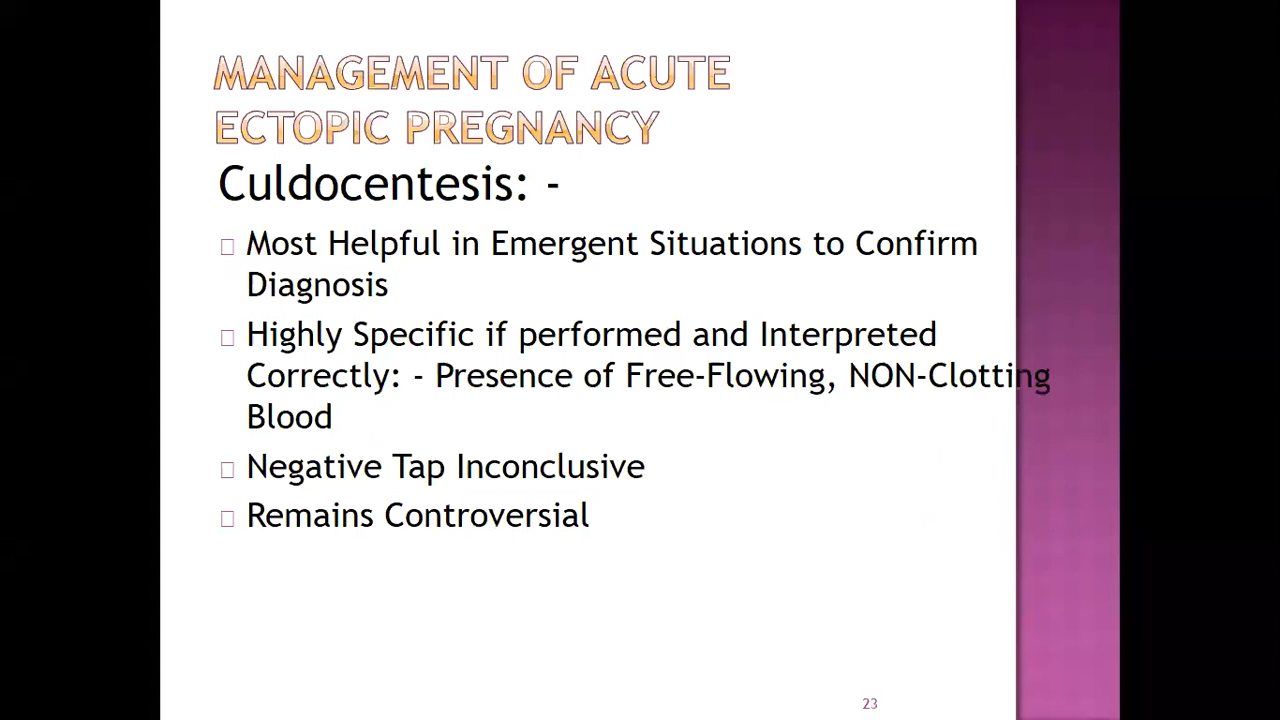 MANAGEMENT OF ACUTE
ECTOPIC PREGNANCY
Culdocentesis: -
Most Helpful in Emergent Situations to Confirm
Diagnosis
Highly Specific if performed and Interpreted
Correctly: - Presence of Free-Flowing, NON-Clotting
Blood
Negative Tap Inconclusive
Remains Controversial
23